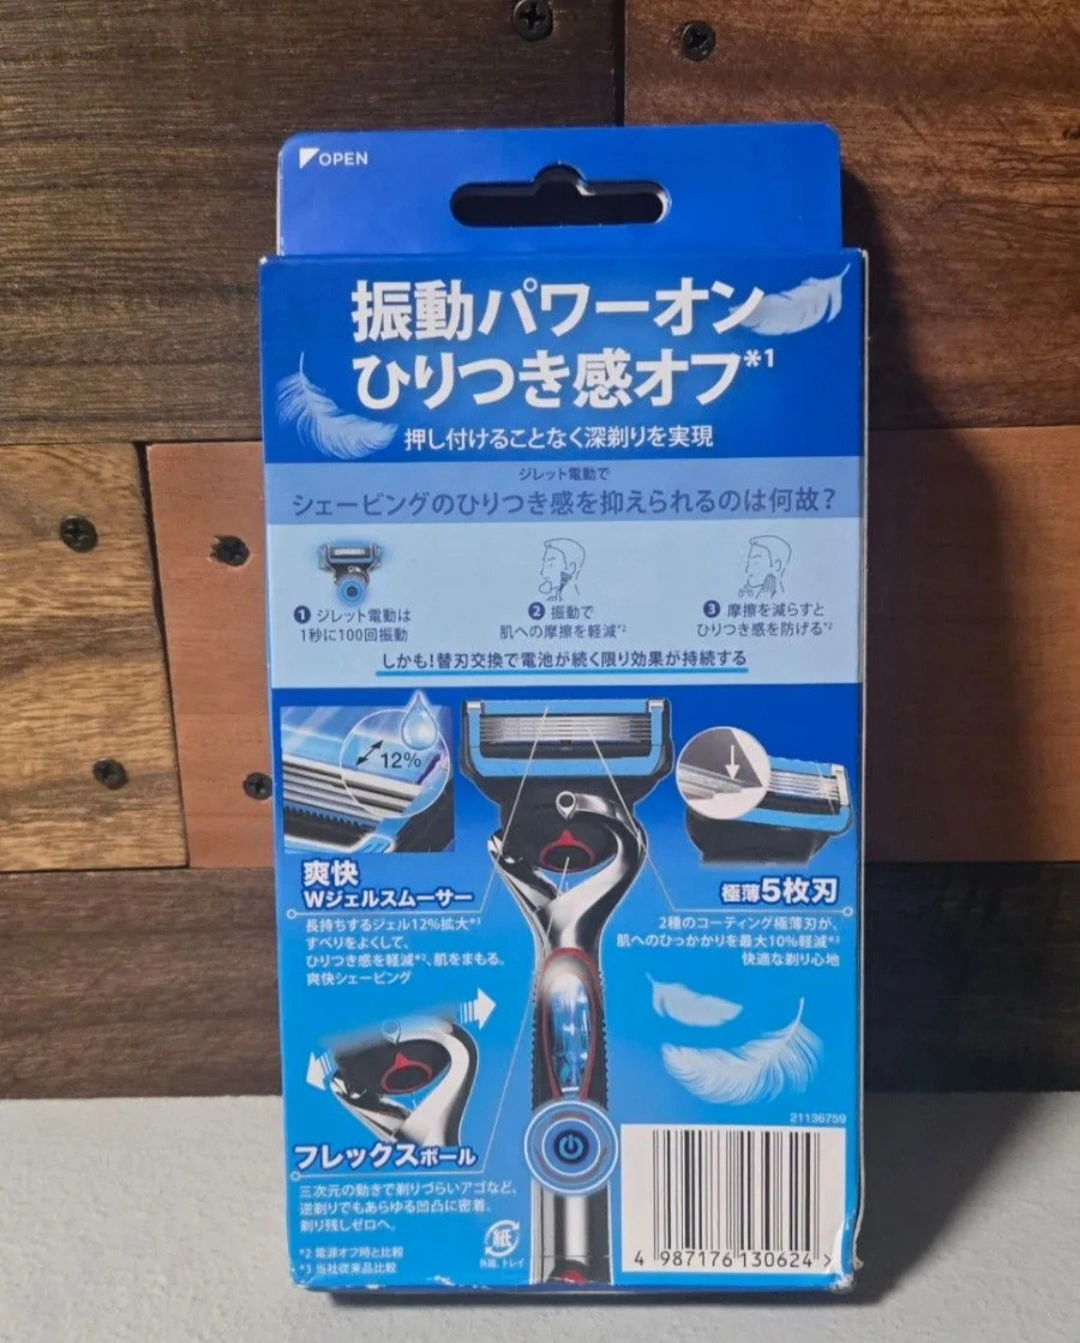 OPEN
振動パワーオン
ひりつき感オフ*1
押し付けることなく深剃りを実現
ジレット電動で
シェービングのひりつき感を抑えられるのは何故？
1 ジレット電動は
1秒に100回振動
2 振動で
肌への摩擦を軽減*2
3 摩擦を減らすと
ひりつき感を防げる*2
しかも!替刃交換で電池が続く限り効果が持続する
12%
爽快
Wジェルスムーサー
長持ちするジェル12%拡大*3
すべりをよくして、
ひりつき感を軽減*2、肌をまもる。
爽快シェービング
極薄5枚刃
2種のコーティング極薄刃が、
肌へのひっかかりを最大10%軽減*3
快適な剃り心地
フレックスボール
三次元の動きで剃りづらいアゴなど、
逆剃りでもあらゆる凹凸に密着。
剃り残しゼロへ。
*2 電源オフ時と比較
*3 当社従来品比較
紙
外箱、トレイ
21136759
4 987176 130624 >